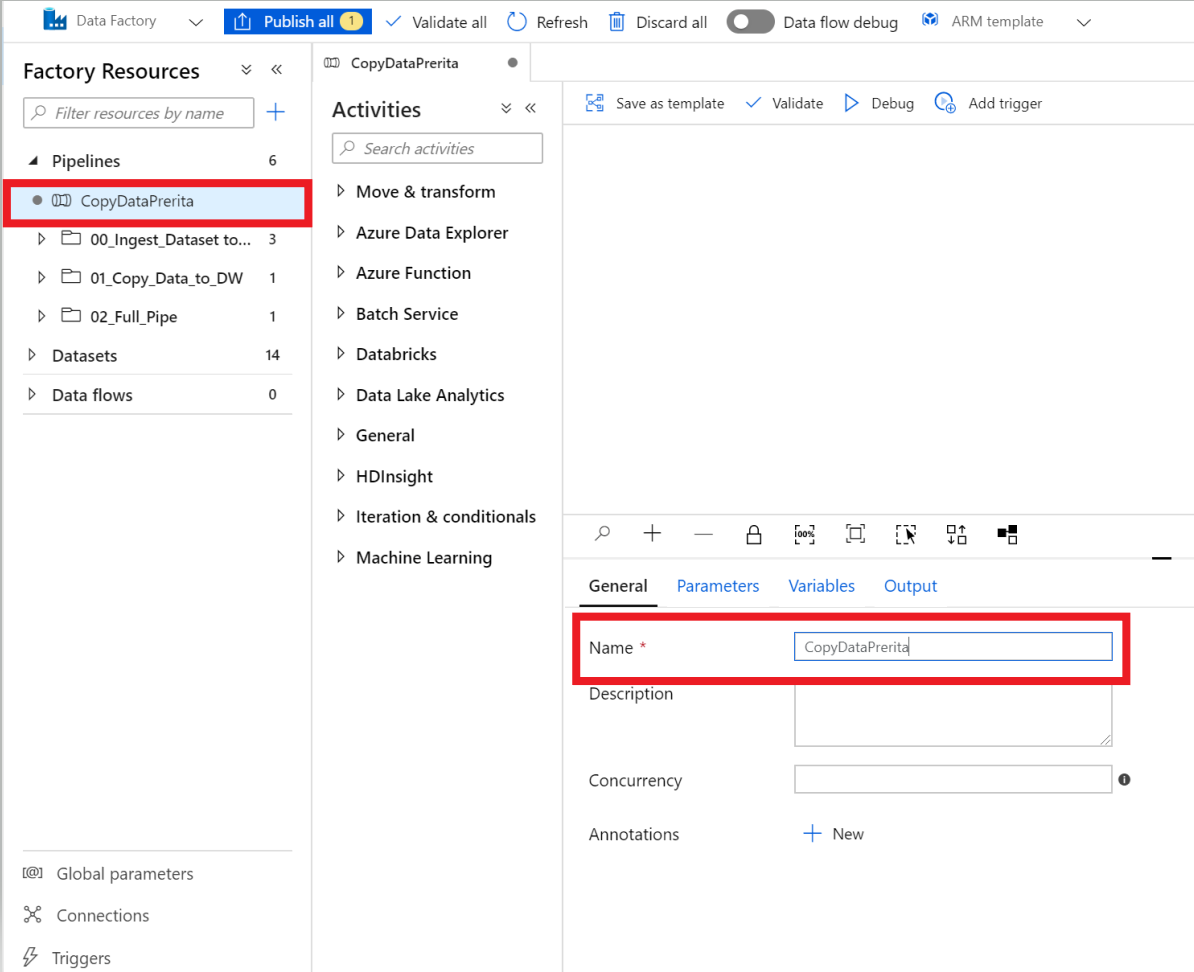 Data Factory
Publish all 1
Validate all
Refresh
Discard all
Data flow debug
ARM template
Factory Resources
Filter resources by name
Pipelines 6
CopyDataPrerita
00_Ingest_Dataset to... 3
01_Copy_Data_to_DW 1
02_Full_Pipe 1
Datasets 14
Data flows 0
Global parameters
Connections
Triggers
CopyDataPrerita
Activities
Search activities
Move & transform
Azure Data Explorer
Azure Function
Batch Service
Databricks
Data Lake Analytics
General
HDInsight
Iteration & conditionals
Machine Learning
Save as template
Validate
Debug
Add trigger
100%
General Parameters Variables Output
Name * CopyDataPrerita
Description
Concurrency
Annotations + New